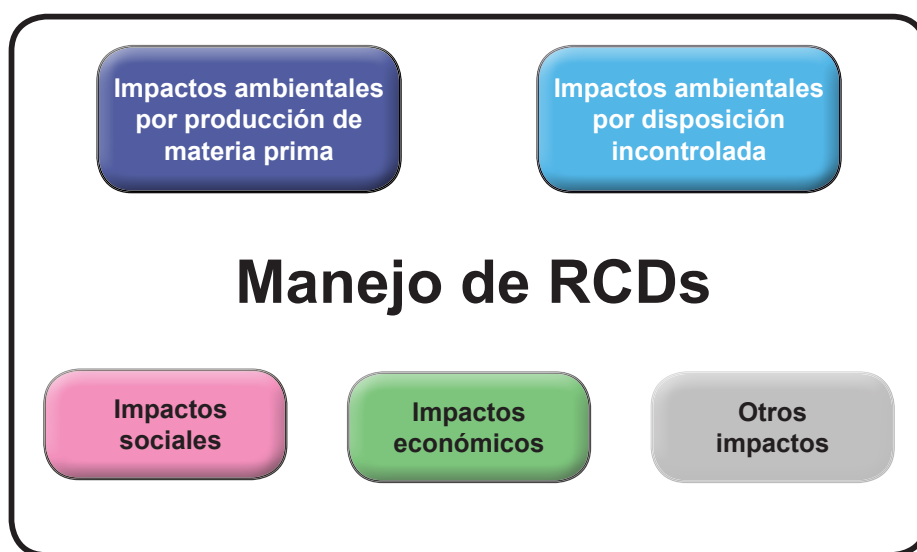 Impactos ambientales
por producción de
materia prima
Impactos ambientales
por disposición
incontrolada
Manejo de RCDs
Impactos
sociales
Impactos
económicos
Otros
impactos